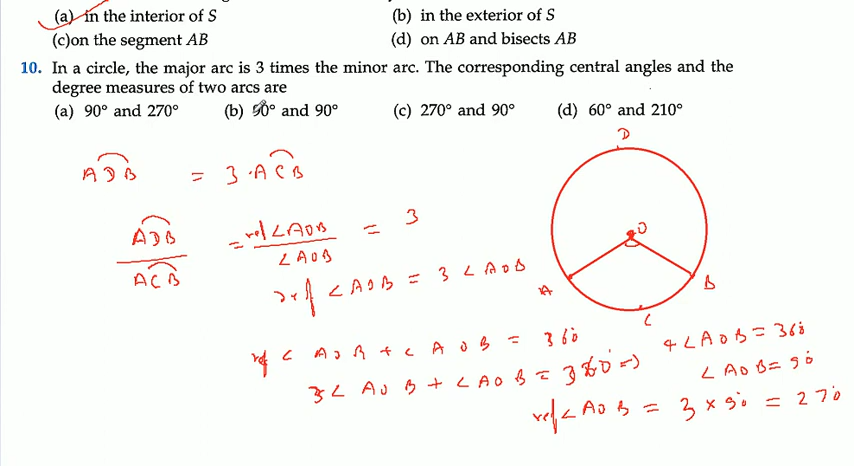 (a) in the interior of S
(b) in the exterior of S
(c)on the segment AB
(d) on AB and bisects AB
10. In a circle, the major arc is 3 times the minor arc. The corresponding central angles and the
degree measures of two arcs are
(a) 90° and 270°
(b) 90° and 90°
(c) 270° and 90°
(d) 60° and 210°
ADB = 3 · ACB
ADB / ACB = ref ∠AOB / ∠AOB = 3
ref ∠AOB = 3 ∠AOB
ref ∠AOB + ∠AOB = 360°
3∠AOB + ∠AOB = 360° ⇒ 4∠AOB = 360°
∠AOB = 90°
ref ∠AOB = 3 × 90° = 270°
D
O
A
B
C